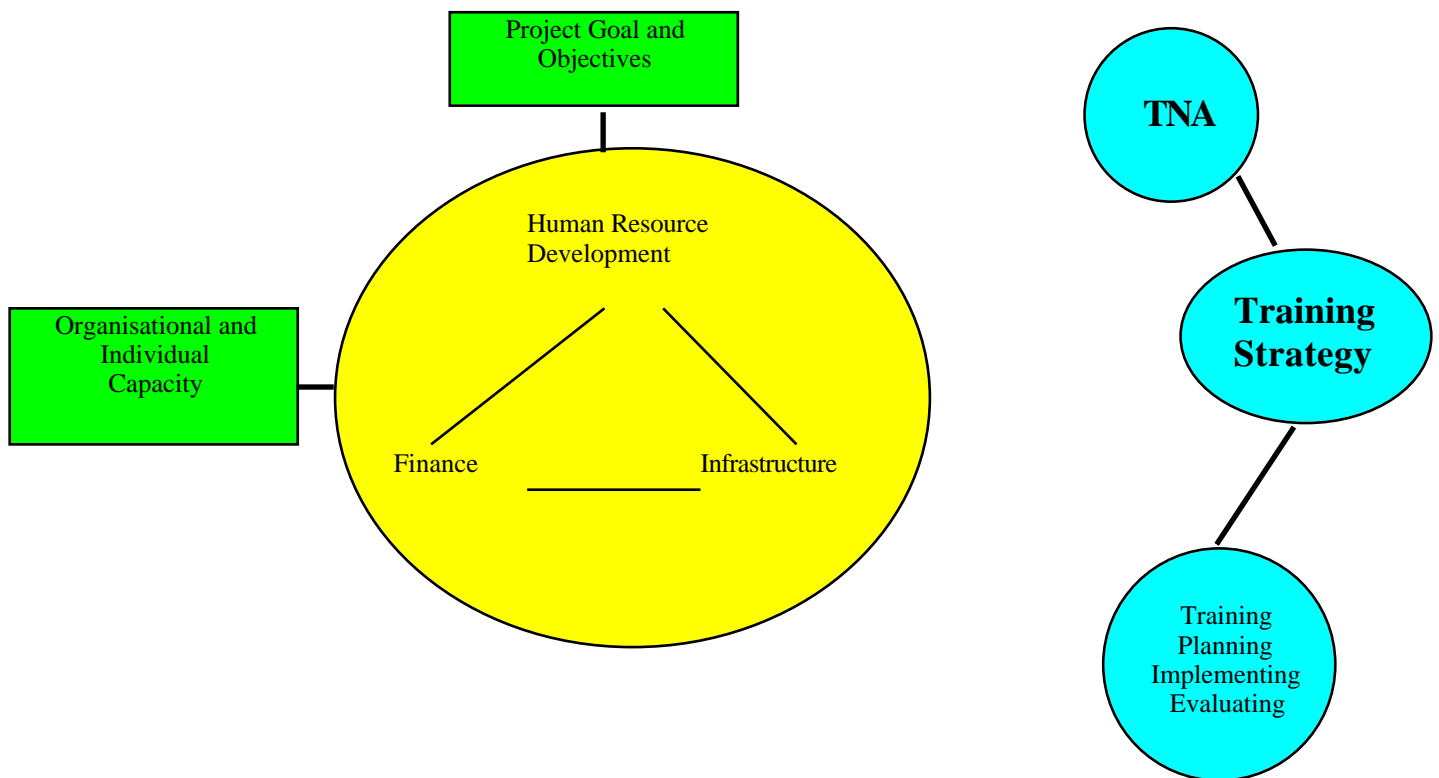 Project Goal and
Objectives
TNA
Human Resource
Development
Organisational and
Individual
Capacity
Training
Strategy
Finance
Infrastructure
Training
Planning
Implementing
Evaluating